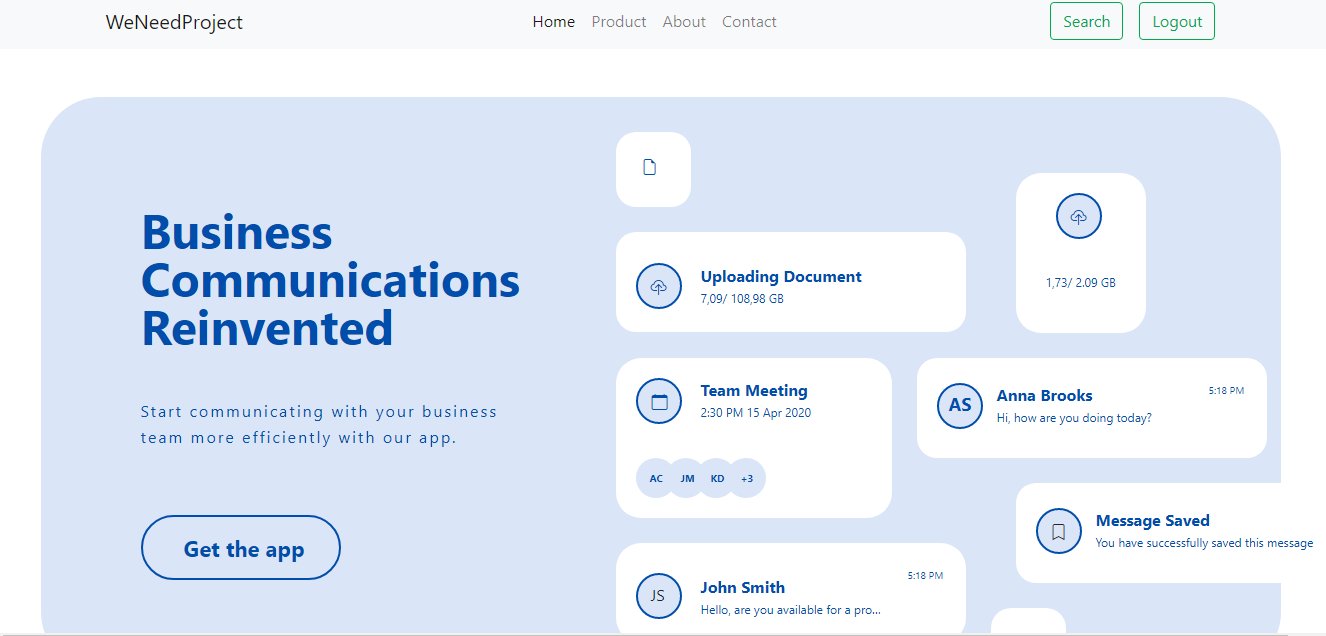 WeNeedProject
Home Product About Contact
Search Logout
Business
Communications
Reinvented
Start communicating with your business
team more efficiently with our app.
Get the app
1,73/ 2.09 GB
Uploading Document
7,09/ 108,98 GB
Team Meeting
2:30 PM 15 Apr 2020
AC JM KD +3
AS
Anna Brooks
5:18 PM
Hi, how are you doing today?
Message Saved
You have successfully saved this message
JS
John Smith
5:18 PM
Hello, are you available for a pro...